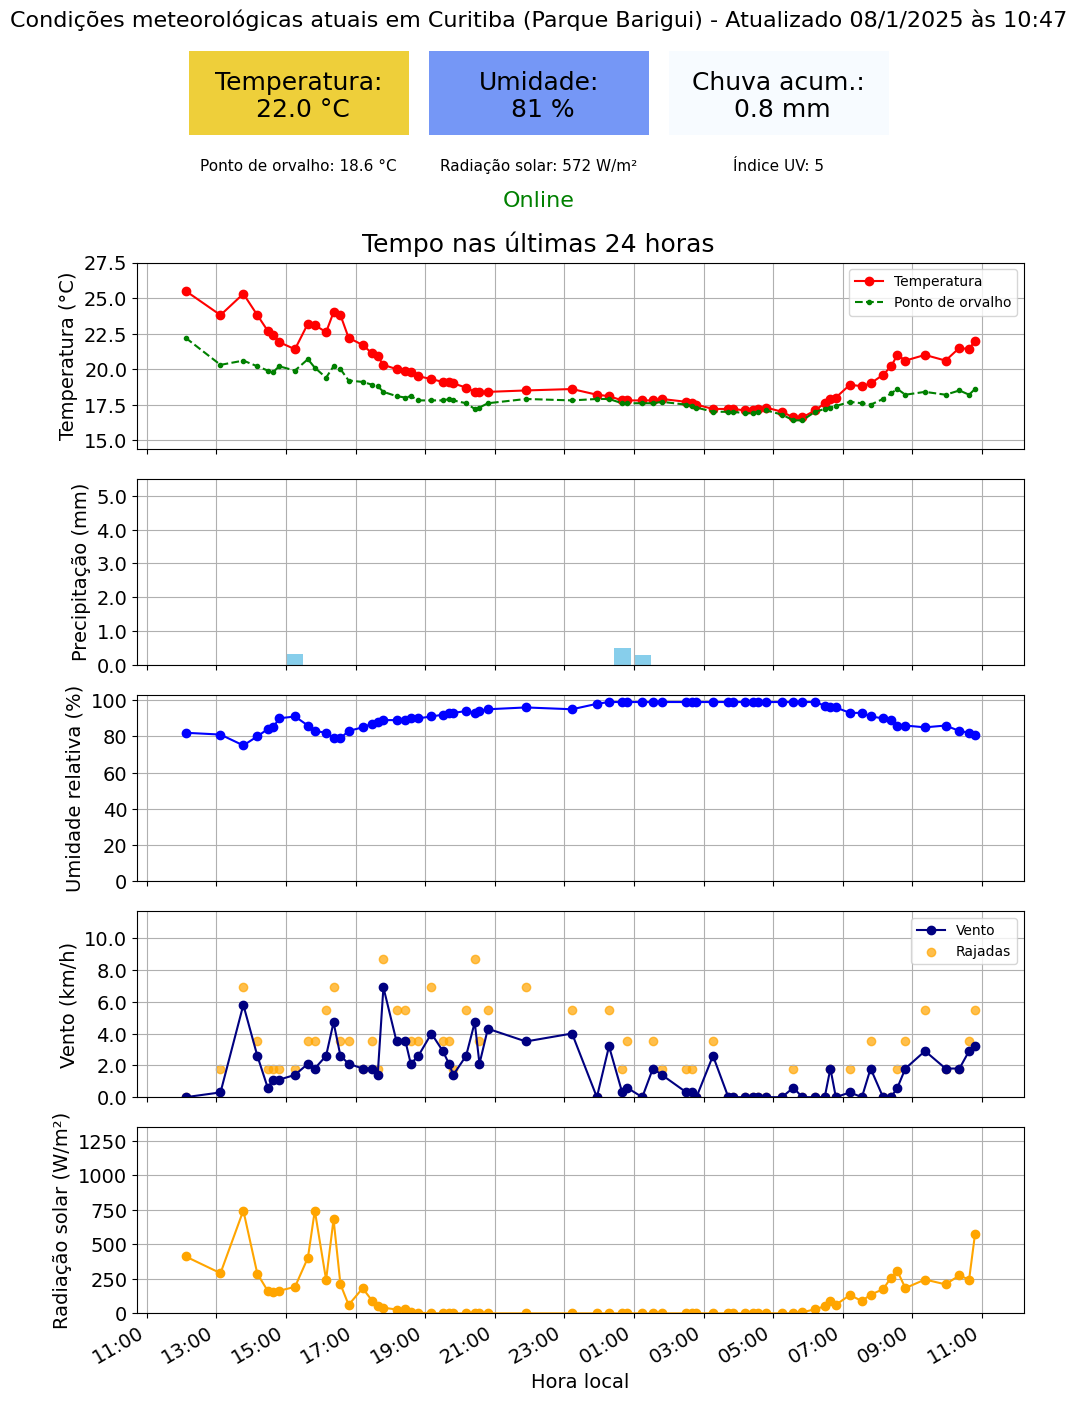 Condições meteorológicas atuais em Curitiba (Parque Barigui) - Atualizado 08/1/2025 às 10:47
Temperatura:
22.0 °C
Umidade:
81 %
Chuva acum.:
0.8 mm
Ponto de orvalho: 18.6 °C
Radiação solar: 572 W/m²
Índice UV: 5
Online
Tempo nas últimas 24 horas
Temperatura (°C)
27.5
25.0
22.5
20.0
17.5
15.0
Temperatura
Ponto de orvalho
Precipitação (mm)
5.0
4.0
3.0
2.0
1.0
0.0
Umidade relativa (%)
100
80
60
40
20
0
Vento (km/h)
10.0
8.0
6.0
4.0
2.0
0.0
Vento
Rajadas
Radiação solar (W/m²)
1250
1000
750
500
250
0
11:00
13:00
15:00
17:00
19:00
21:00
23:00
01:00
03:00
05:00
07:00
09:00
11:00
Hora local